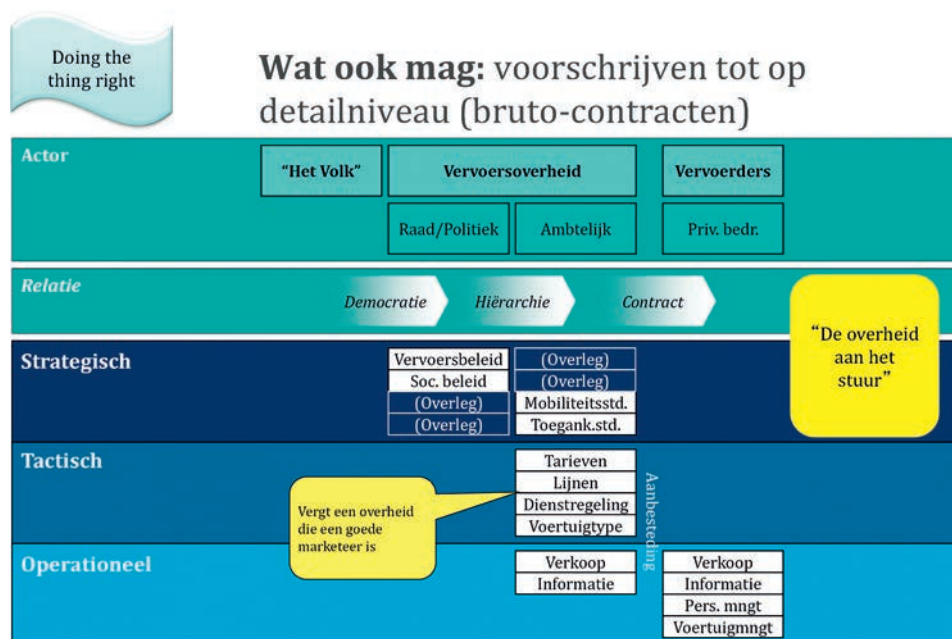 Doing the
thing right
Wat ook mag: voorschrijven tot op
detailniveau (bruto-contracten)
Actor
“Het Volk”
Vervoersoverheid
Vervoerders
Raad/Politiek
Ambtelijk
Priv. bedr.
Relatie
Democratie
Hiërarchie
Contract
“De overheid
aan het
stuur”
Strategisch
Vervoersbeleid
(Overleg)
Soc. beleid
(Overleg)
(Overleg)
Mobiliteitsstd.
(Overleg)
Toegank.std.
Tactisch
Tarieven
Lijnen
Dienstregeling
Voertuigtype
Aanbesteding
Vergt een overheid
die een goede
marketeer is
Operationeel
Verkoop
Informatie
Verkoop
Informatie
Pers. mngt
Voertuigmngt